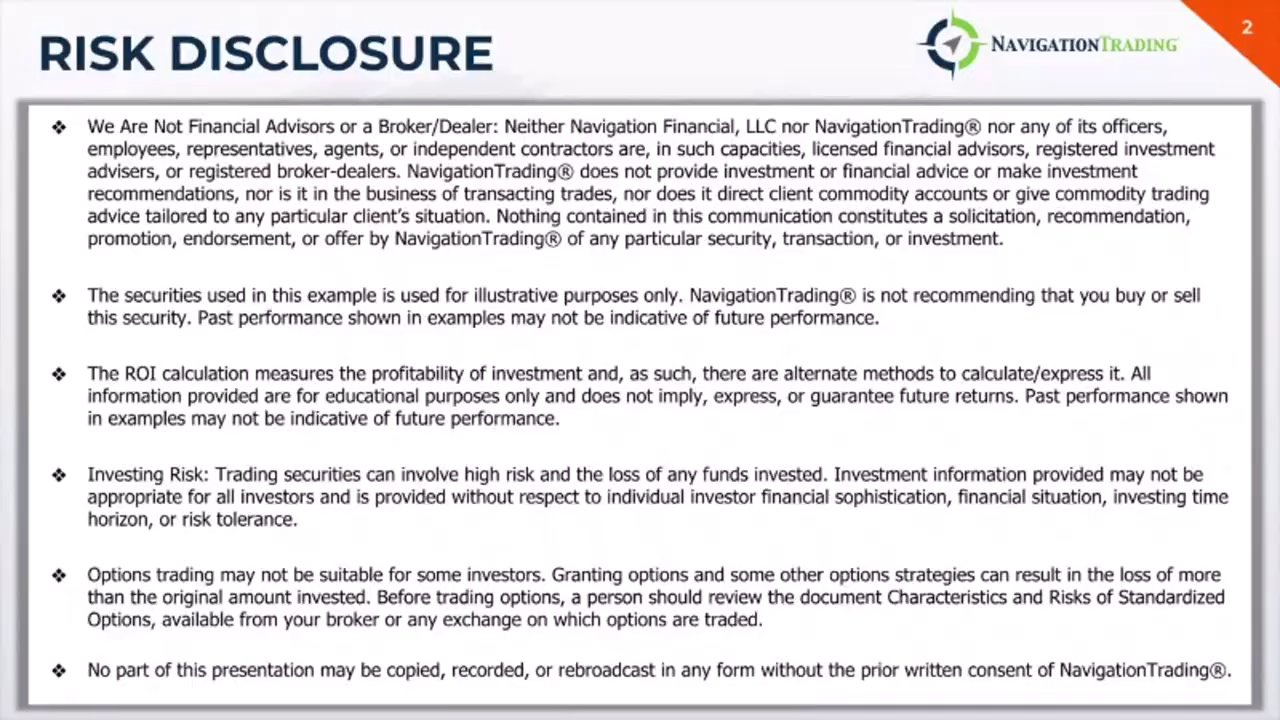 RISK DISCLOSURE
NAVIGATIONTRADING
2
❖ We Are Not Financial Advisors or a Broker/Dealer: Neither Navigation Financial, LLC nor NavigationTrading® nor any of its officers,
employees, representatives, agents, or independent contractors are, in such capacities, licensed financial advisors, registered investment
advisers, or registered broker-dealers. NavigationTrading® does not provide investment or financial advice or make investment
recommendations, nor is it in the business of transacting trades, nor does it direct client commodity accounts or give commodity trading
advice tailored to any particular client's situation. Nothing contained in this communication constitutes a solicitation, recommendation,
promotion, endorsement, or offer by NavigationTrading® of any particular security, transaction, or investment.
❖ The securities used in this example is used for illustrative purposes only. NavigationTrading® is not recommending that you buy or sell
this security. Past performance shown in examples may not be indicative of future performance.
❖ The ROI calculation measures the profitability of investment and, as such, there are alternate methods to calculate/express it. All
information provided are for educational purposes only and does not imply, express, or guarantee future returns. Past performance shown
in examples may not be indicative of future performance.
❖ Investing Risk: Trading securities can involve high risk and the loss of any funds invested. Investment information provided may not be
appropriate for all investors and is provided without respect to individual investor financial sophistication, financial situation, investing time
horizon, or risk tolerance.
❖ Options trading may not be suitable for some investors. Granting options and some other options strategies can result in the loss of more
than the original amount invested. Before trading options, a person should review the document Characteristics and Risks of Standardized
Options, available from your broker or any exchange on which options are traded.
❖ No part of this presentation may be copied, recorded, or rebroadcast in any form without the prior written consent of NavigationTrading®.